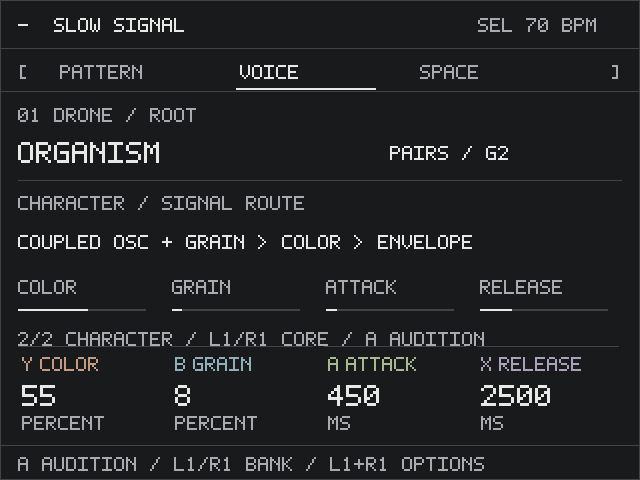 – SLOW SIGNAL SEL 70 BPM
[ PATTERN VOICE SPACE ]
01 DRONE / ROOT
ORGANISM PAIRS / G2
CHARACTER / SIGNAL ROUTE
COUPLED OSC + GRAIN > COLOR > ENVELOPE
COLOR GRAIN ATTACK RELEASE
2/2 CHARACTER / L1/R1 CORE / A AUDITION
Y COLOR B GRAIN A ATTACK X RELEASE
55 8 450 2500
PERCENT PERCENT MS MS
A AUDITION / L1/R1 BANK / L1+R1 OPTIONS